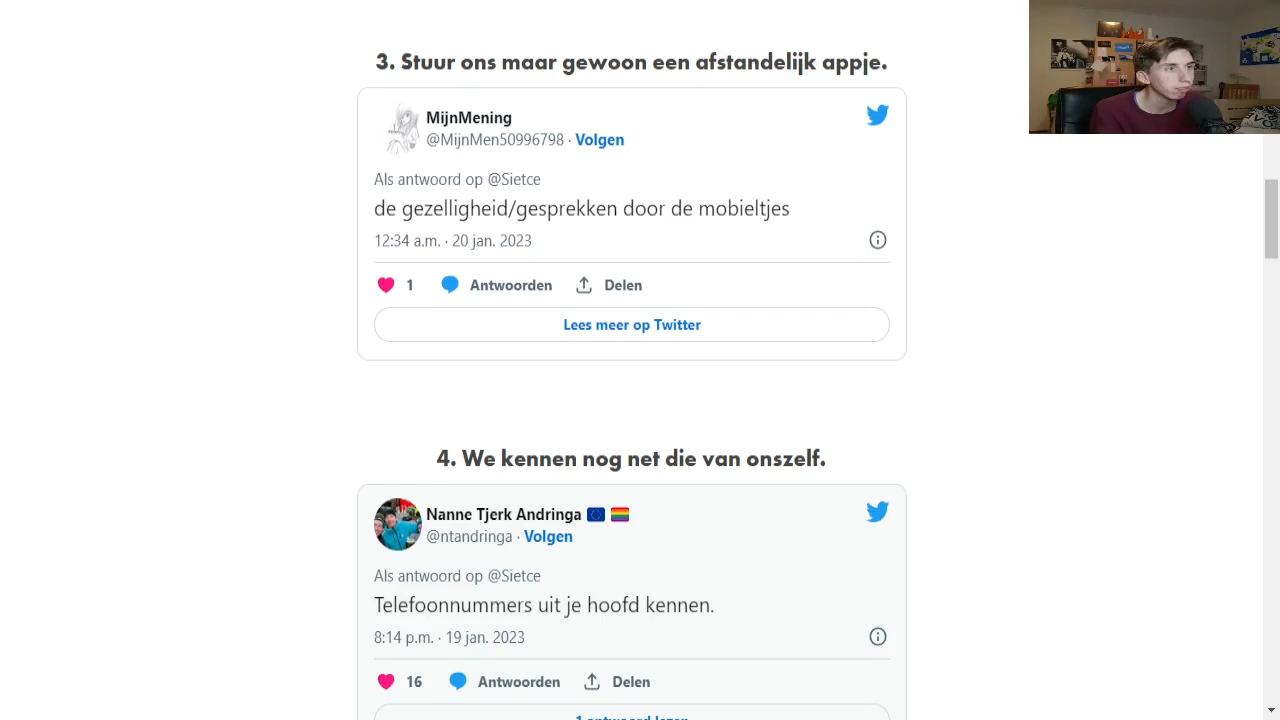 3. Stuur ons maar gewoon een afstandelijk appje.
MijnMening
@MijnMen50996798 · Volgen
Als antwoord op @Sietce
de gezelligheid/gesprekken door de mobieltjes
12:34 a.m. · 20 jan. 2023
1 Antwoorden Delen
Lees meer op Twitter
4. We kennen nog net die van onszelf.
Nanne Tjerk Andringa
@ntandringa · Volgen
Als antwoord op @Sietce
Telefoonnummers uit je hoofd kennen.
8:14 p.m. · 19 jan. 2023
16 Antwoorden Delen
1 antwoord lezen